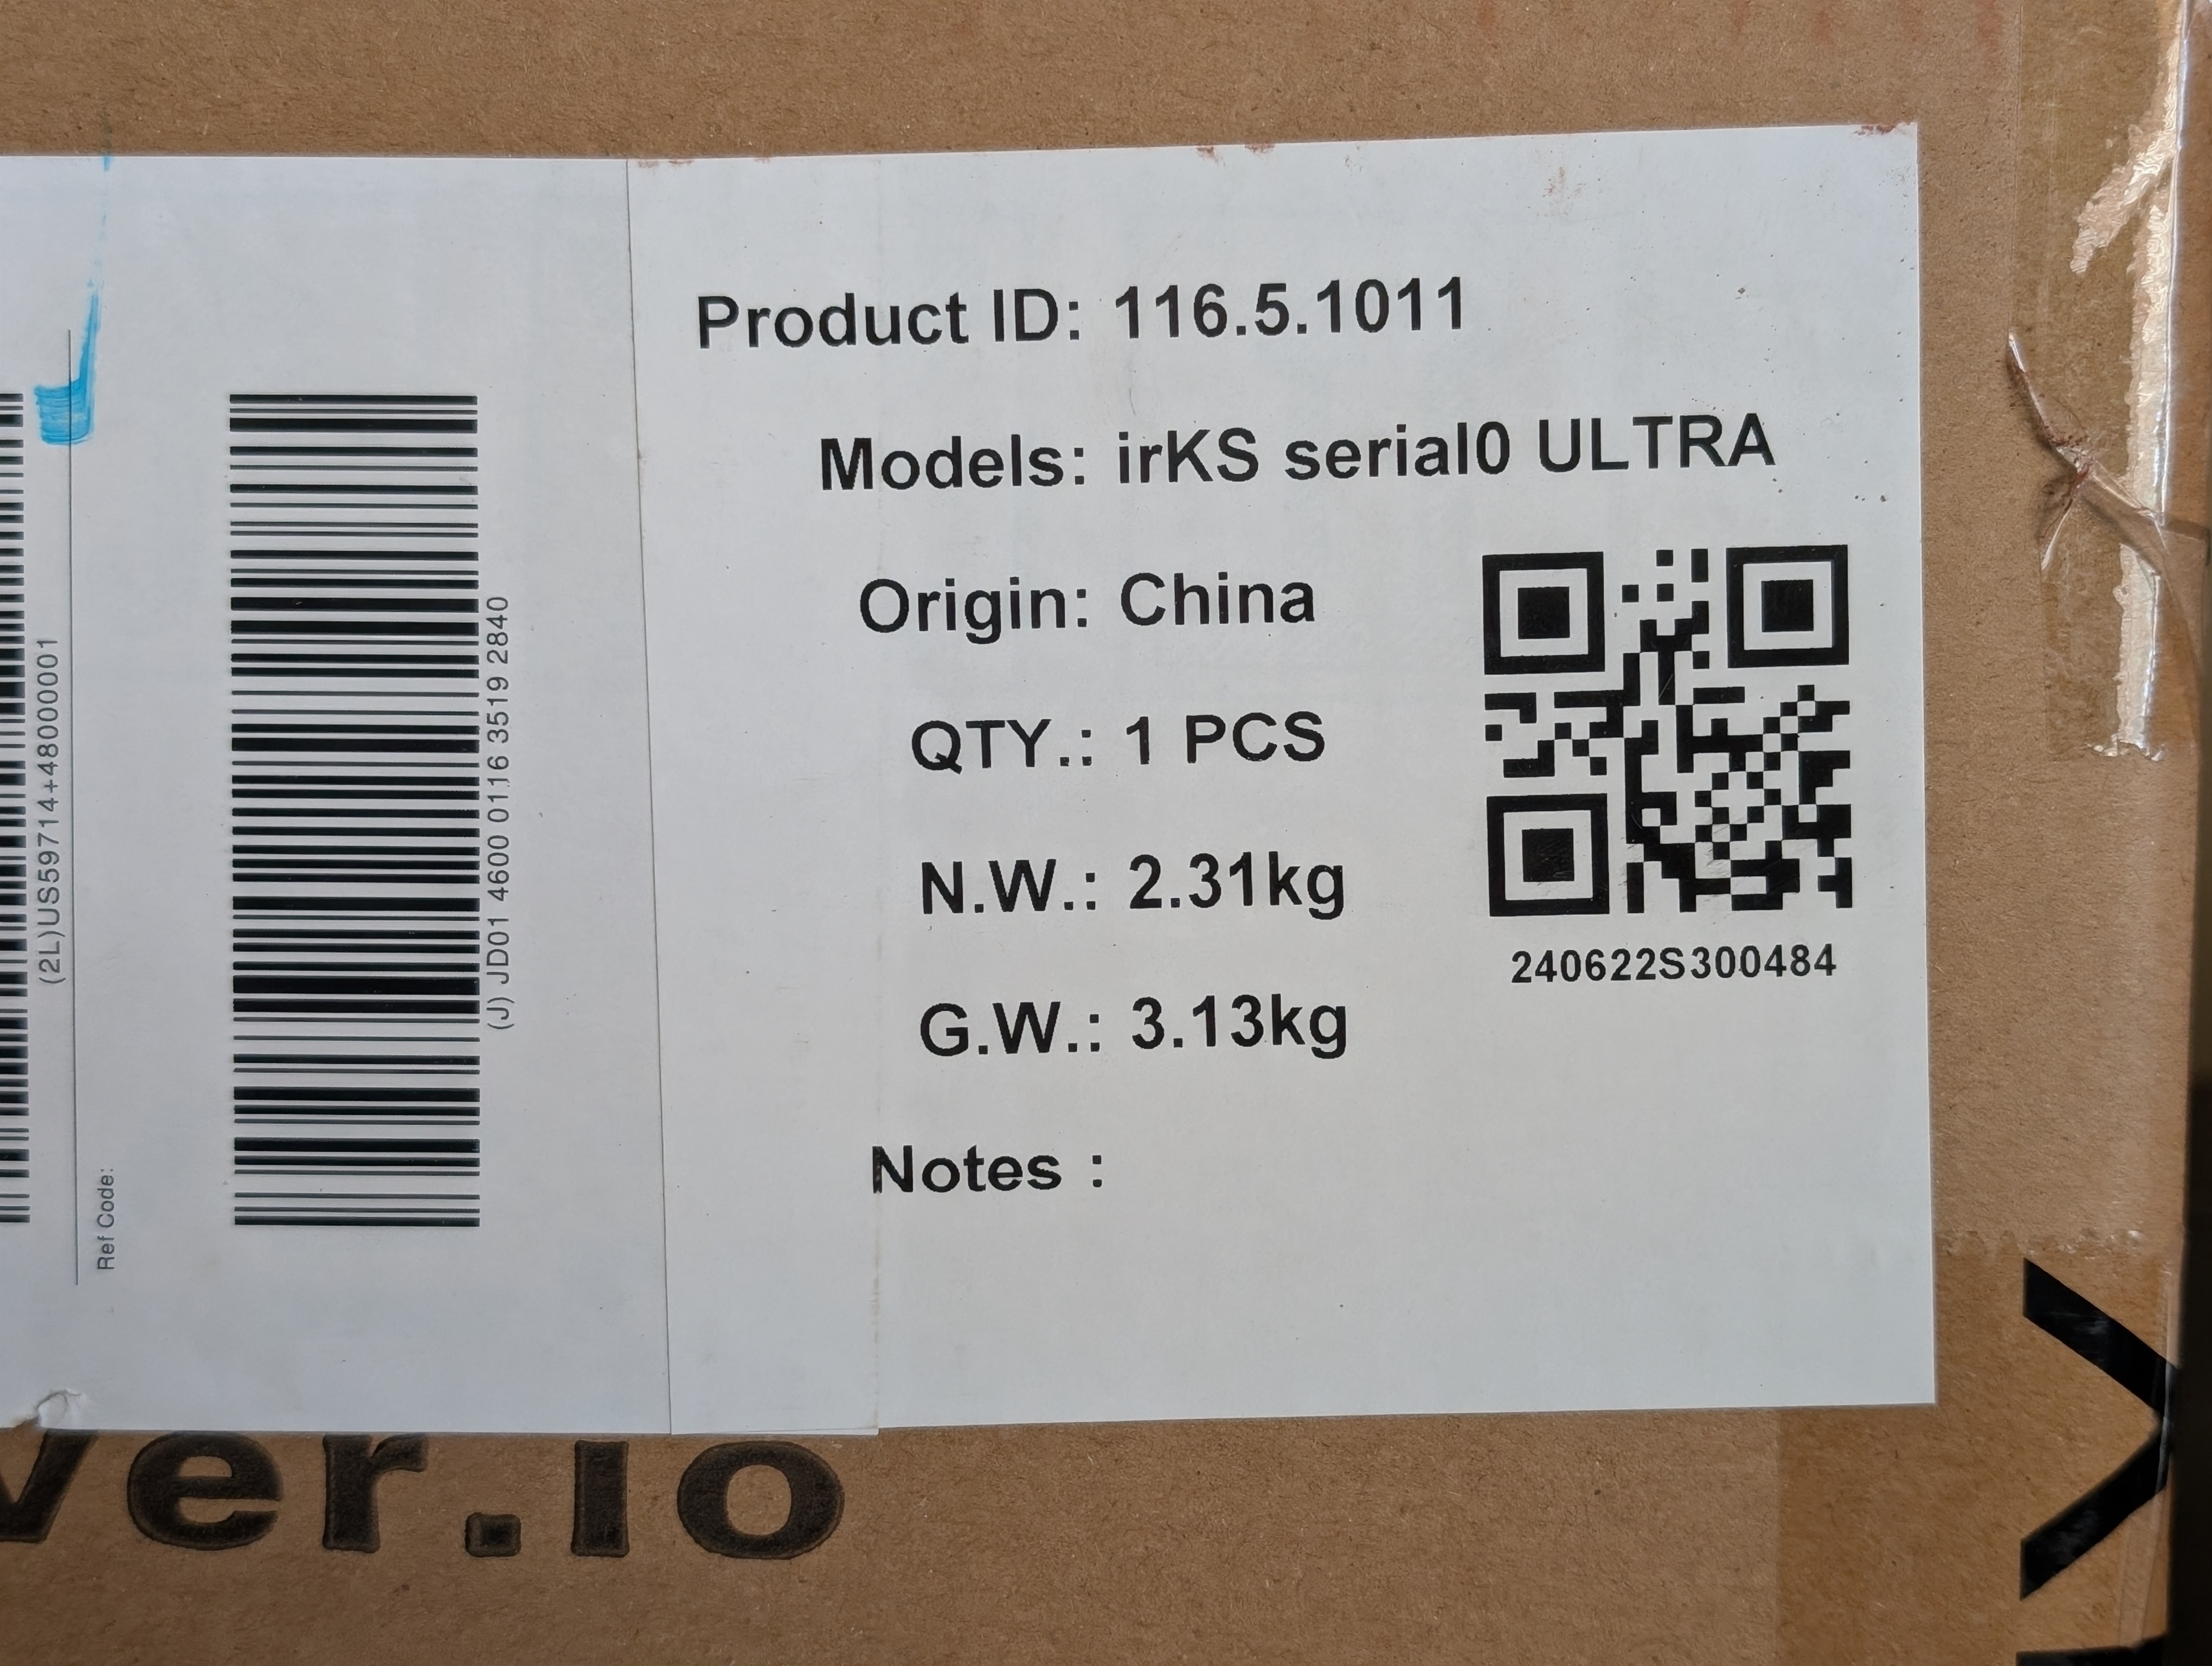 (2L)US59714+48000001
Ref Code:
(J) JD01 4600 0116 3519 2840
Product ID: 116.5.1011
Models: irKS serial0 ULTRA
Origin: China
QTY.: 1 PCS
N.W.: 2.31kg
G.W.: 3.13kg
Notes :
240622S300484
ver.io